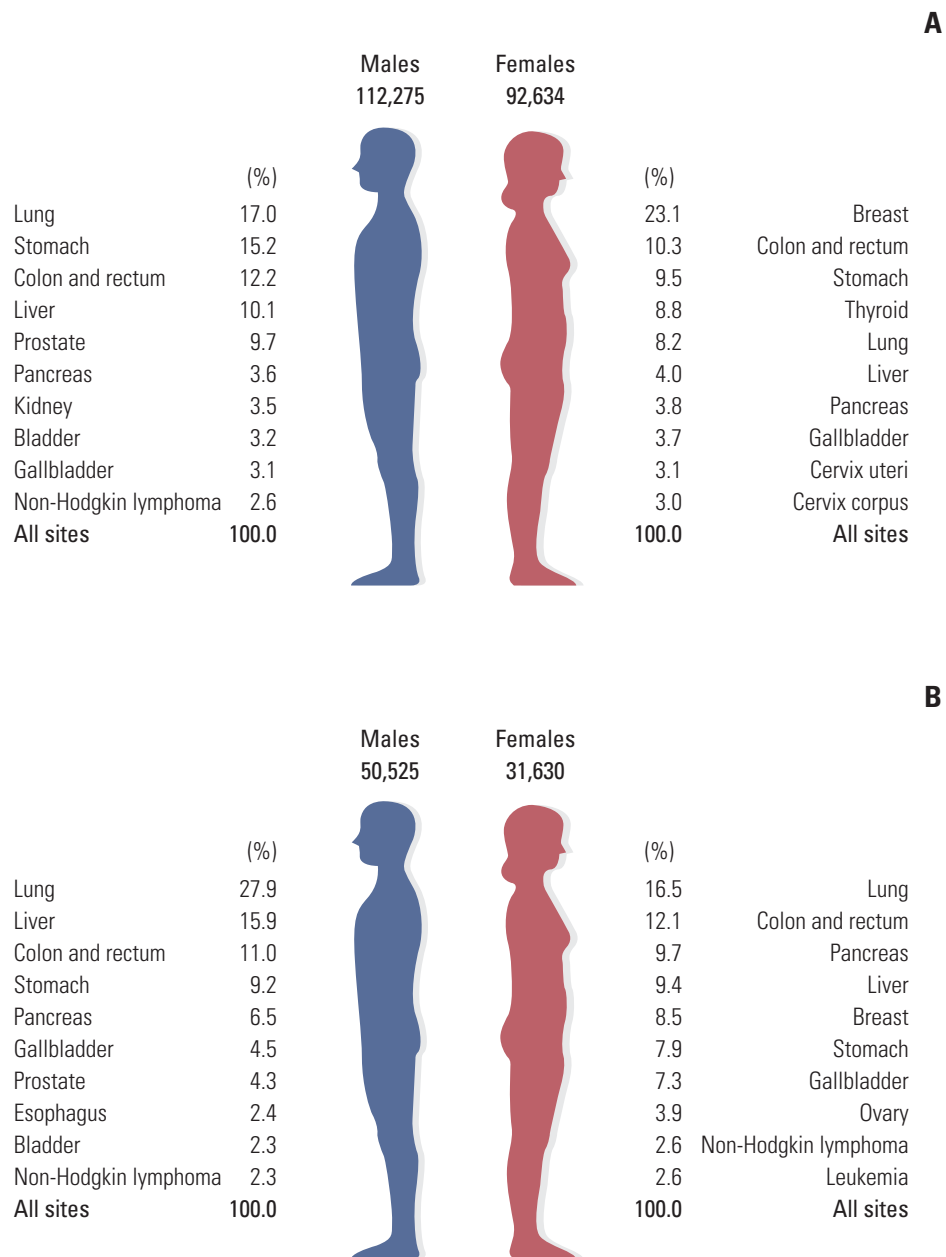 A
Males Females
112,275 92,634
(%) (%)
Lung 17.0 23.1 Breast
Stomach 15.2 10.3 Colon and rectum
Colon and rectum 12.2 9.5 Stomach
Liver 10.1 8.8 Thyroid
Prostate 9.7 8.2 Lung
Pancreas 3.6 4.0 Liver
Kidney 3.5 3.8 Pancreas
Bladder 3.2 3.7 Gallbladder
Gallbladder 3.1 3.1 Cervix uteri
Non-Hodgkin lymphoma 2.6 3.0 Cervix corpus
All sites 100.0 100.0 All sites
B
Males Females
50,525 31,630
(%) (%)
Lung 27.9 16.5 Lung
Liver 15.9 12.1 Colon and rectum
Colon and rectum 11.0 9.7 Pancreas
Stomach 9.2 9.4 Liver
Pancreas 6.5 8.5 Breast
Gallbladder 4.5 7.9 Stomach
Prostate 4.3 7.3 Gallbladder
Esophagus 2.4 3.9 Ovary
Bladder 2.3 2.6 Non-Hodgkin lymphoma
Non-Hodgkin lymphoma 2.3 2.6 Leukemia
All sites 100.0 100.0 All sites